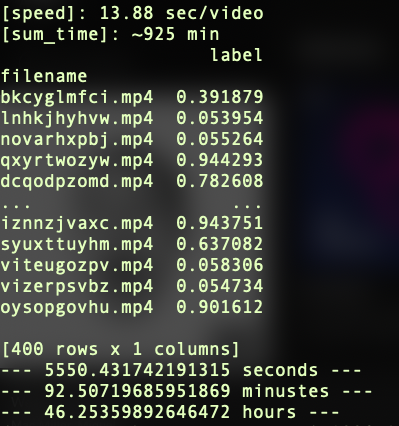 [speed]: 13.88 sec/video
[sum_time]: ~925 min
label
filename
bkcyglmfci.mp4 0.391879
lnhkjhyhvw.mp4 0.053954
novarhxpbj.mp4 0.055264
qxyrtwozyw.mp4 0.944293
dcqodpzomd.mp4 0.782608
... ...
iznnzjvaxc.mp4 0.943751
syuxttuyhm.mp4 0.637082
viteugozpv.mp4 0.058306
vizerpsvbz.mp4 0.054734
oysopgovhu.mp4 0.901612
[400 rows x 1 columns]
--- 5550.431742191315 seconds ---
--- 92.50719685951869 minustes ---
--- 46.25359892646472 hours ---